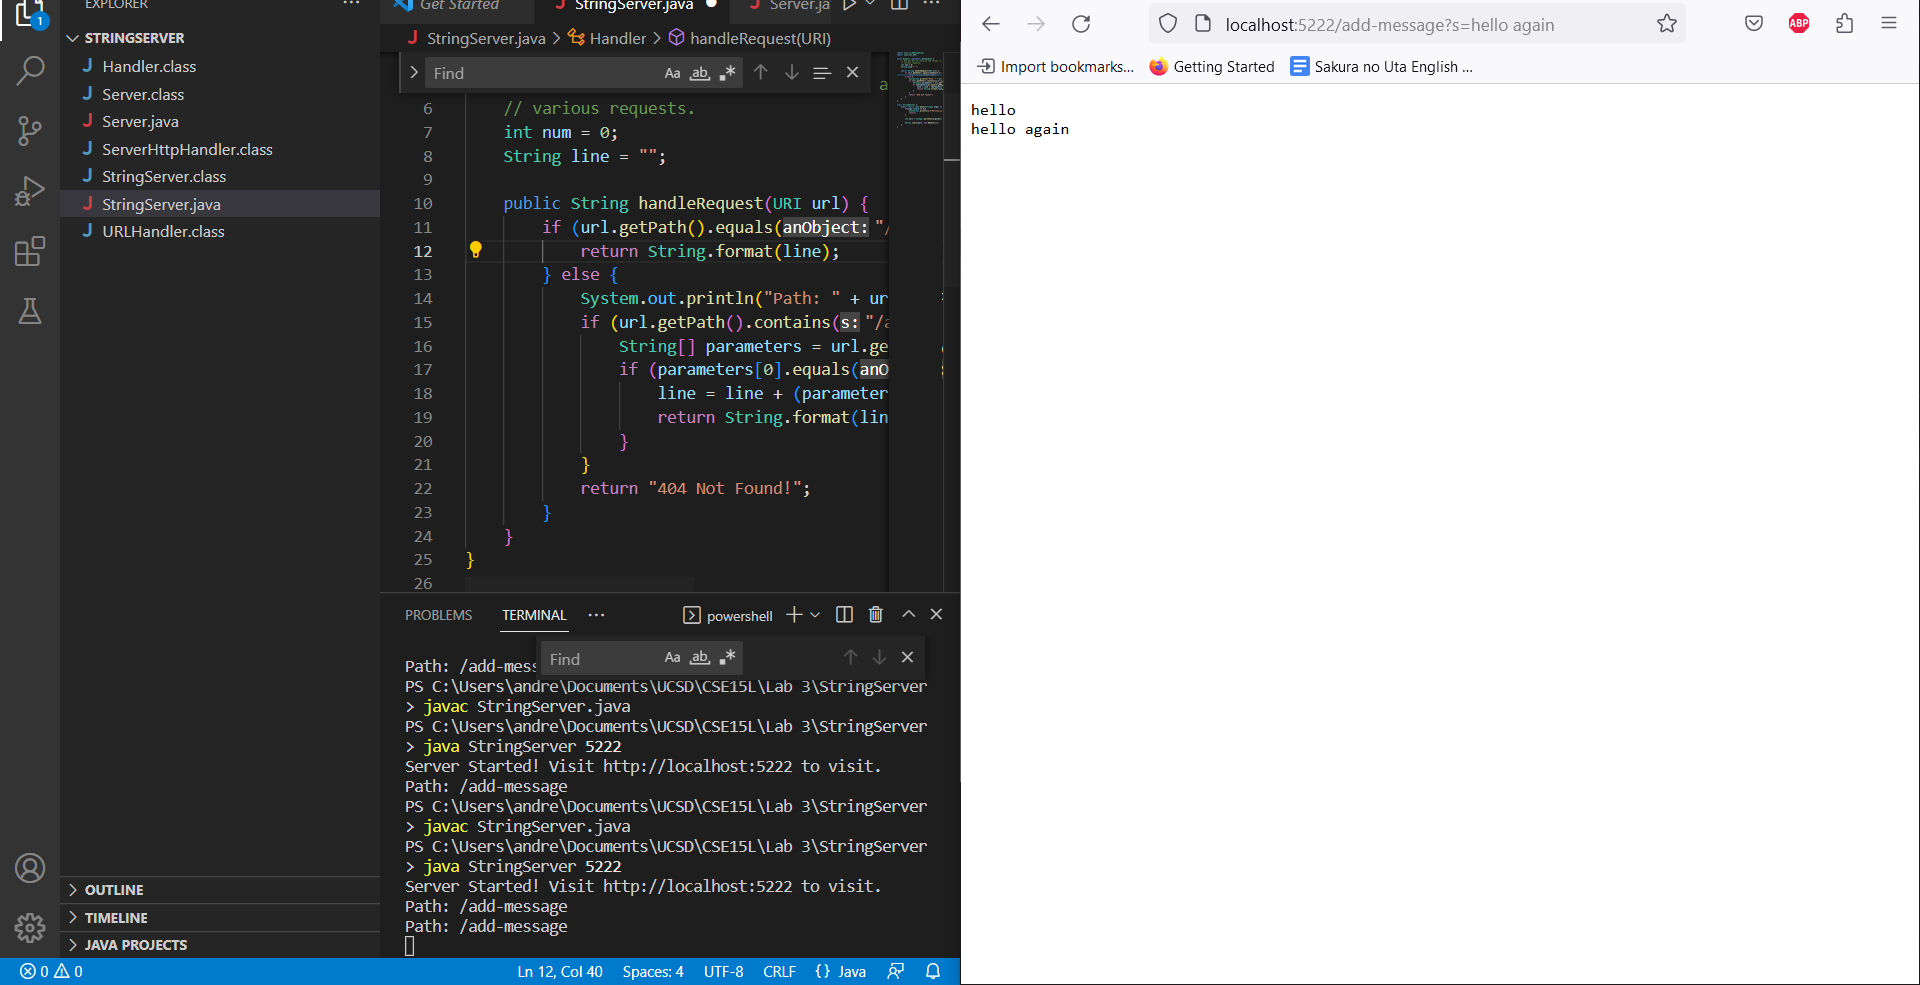 EXPLORER
1
STRINGSERVER
Handler.class
Server.class
Server.java
ServerHttpHandler.class
StringServer.class
StringServer.java
URLHandler.class
OUTLINE
TIMELINE
JAVA PROJECTS
Get Started
StringServer.java
Server.ja
StringServer.java > Handler > handleRequest(URI)
Find
Aa ab .*
6 // various requests.
7 int num = 0;
8 String line = "";
9
10 public String handleRequest(URI url) {
11 if (url.getPath().equals(anObject: "/
12 return String.format(line);
13 } else {
14 System.out.println("Path: " + ur
15 if (url.getPath().contains(s: "/a
16 String[] parameters = url.ge
17 if (parameters[0].equals(anO
18 line = line + (parameter
19 return String.format(lin
20 }
21 }
22 return "404 Not Found!";
23 }
24 }
25 }
26
PROBLEMS TERMINAL ··· powershell
Find
Aa ab .*
Path: /add-mess
PS C:\Users\andre\Documents\UCSD\CSE15L\Lab 3\StringServer
> javac StringServer.java
PS C:\Users\andre\Documents\UCSD\CSE15L\Lab 3\StringServer
> java StringServer 5222
Server Started! Visit http://localhost:5222 to visit.
Path: /add-message
PS C:\Users\andre\Documents\UCSD\CSE15L\Lab 3\StringServer
> javac StringServer.java
PS C:\Users\andre\Documents\UCSD\CSE15L\Lab 3\StringServer
> java StringServer 5222
Server Started! Visit http://localhost:5222 to visit.
Path: /add-message
Path: /add-message
0 0
Ln 12, Col 40 Spaces: 4 UTF-8 CRLF {} Java
localhost:5222/add-message?s=hello again
ABP
Import bookmarks... Getting Started Sakura no Uta English ...
hello
hello again